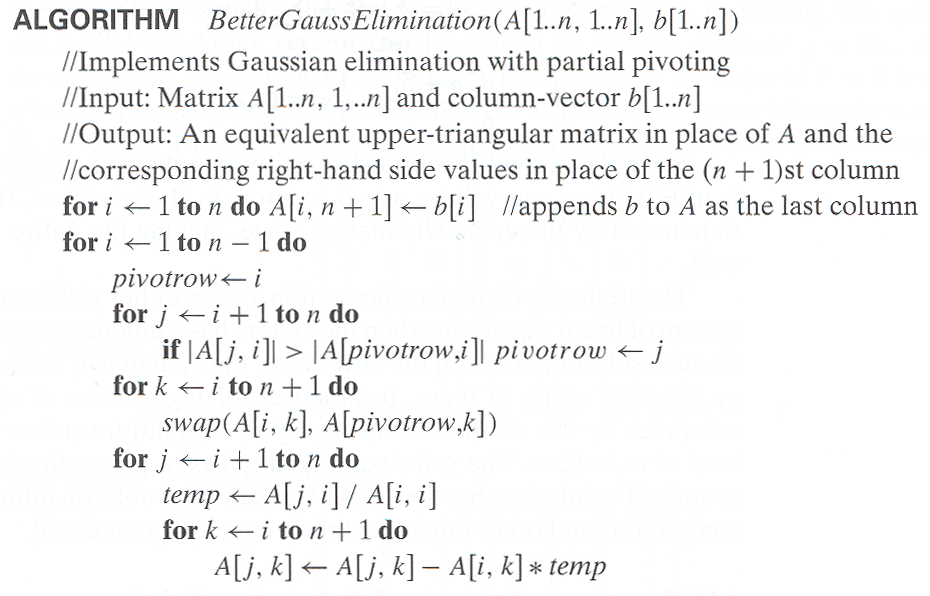 ALGORITHM BetterGaussElimination(A[1..n, 1..n], b[1..n])
//Implements Gaussian elimination with partial pivoting
//Input: Matrix A[1..n, 1,..n] and column-vector b[1..n]
//Output: An equivalent upper-triangular matrix in place of A and the
//corresponding right-hand side values in place of the (n + 1)st column
for i ← 1 to n do A[i, n + 1] ← b[i] //appends b to A as the last column
for i ← 1 to n − 1 do
pivotrow ← i
for j ← i + 1 to n do
if |A[j, i]| > |A[pivotrow, i]| pivotrow ← j
for k ← i to n + 1 do
swap(A[i, k], A[pivotrow, k])
for j ← i + 1 to n do
temp ← A[j, i] / A[i, i]
for k ← i to n + 1 do
A[j, k] ← A[j, k] − A[i, k] * temp